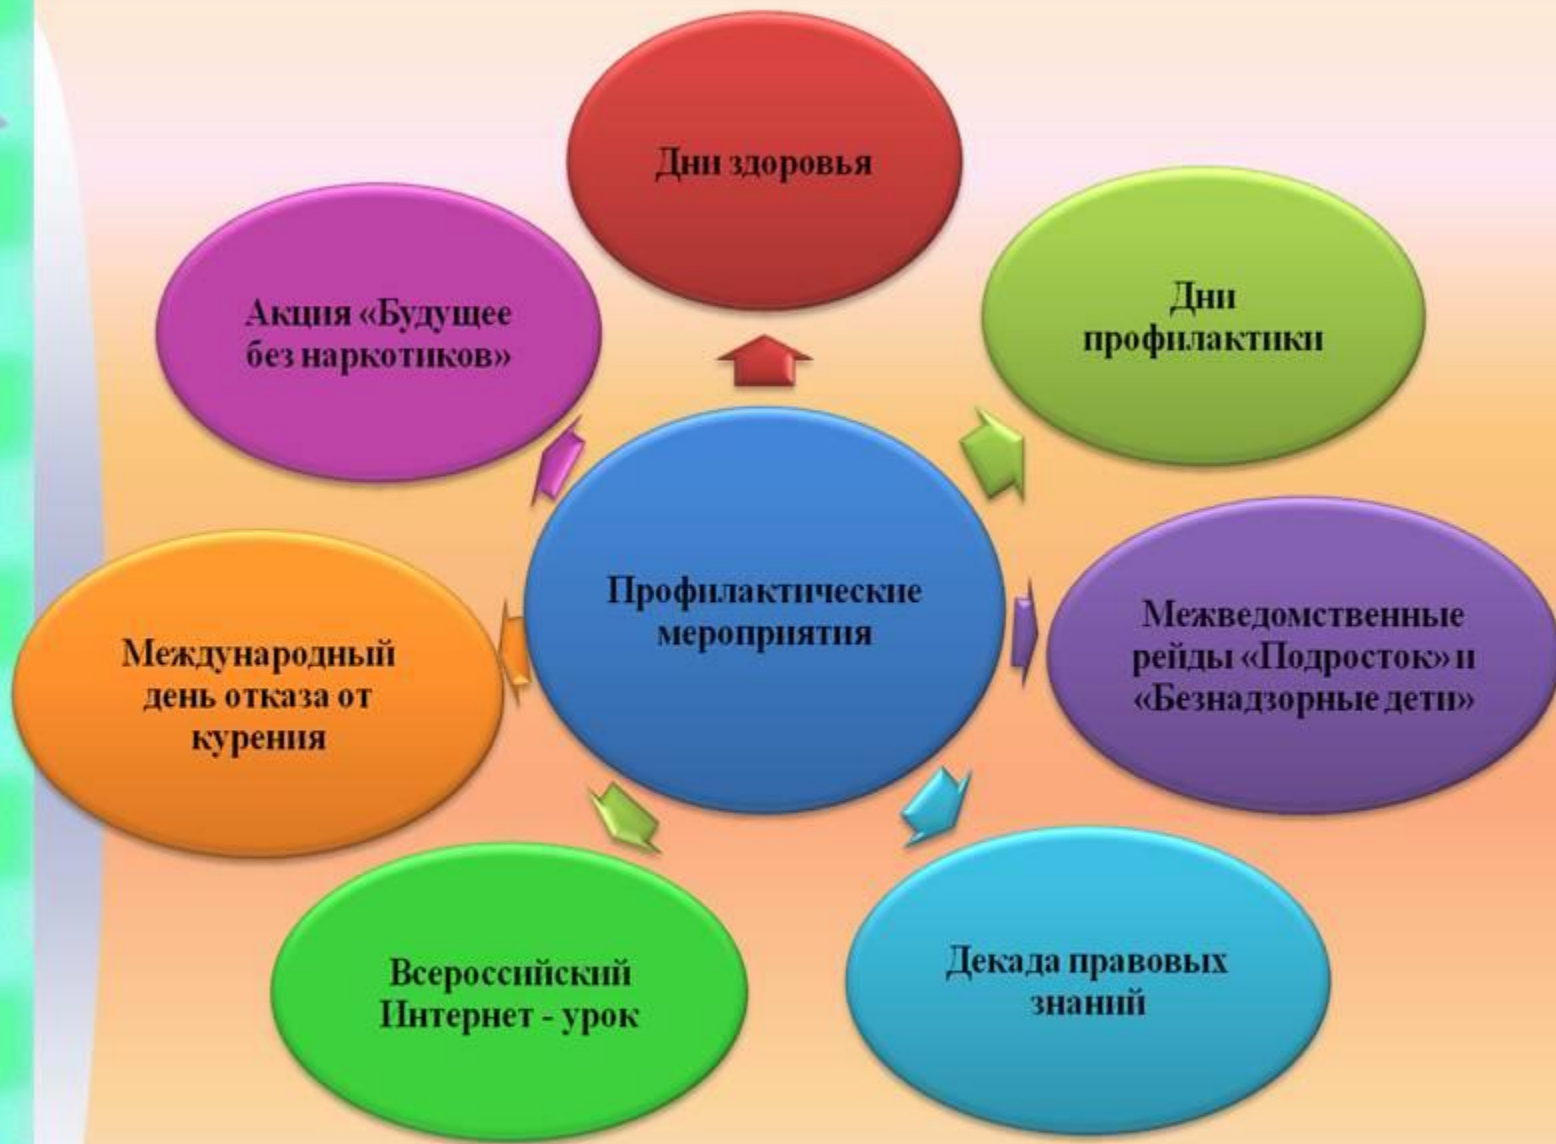 Дни здоровья
Дни
профилактики
Акция «Будущее
без наркотиков»
Профилактические
мероприятия
Межведомственные
рейды «Подросток» и
«Безнадзорные дети»
Международный
день отказа от
курения
Декада правовых
знаний
Всероссийский
Интернет - урок